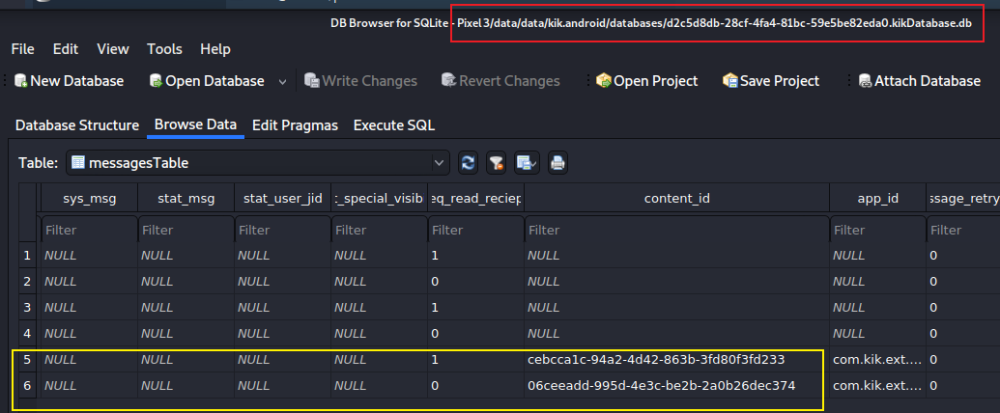 DB Browser for SQLite - Pixel 3/data/data/kik.android/databases/d2c5d8db-28cf-4fa4-81bc-59e5be82eda0.kikDatabase.db
File Edit View Tools Help
New Database Open Database Write Changes Revert Changes Open Project Save Project Attach Database
Database Structure Browse Data Edit Pragmas Execute SQL
Table: messagesTable
sys_msg stat_msg stat_user_jid t_special_visib eq_read_reciep content_id app_id ssage_retry
Filter Filter Filter Filter Filter Filter Filter Filter
1 NULL NULL NULL NULL 1 NULL NULL 0
2 NULL NULL NULL NULL 0 NULL NULL 0
3 NULL NULL NULL NULL 1 NULL NULL 0
4 NULL NULL NULL NULL 0 NULL NULL 0
5 NULL NULL NULL NULL 1 cebcca1c-94a2-4d42-863b-3fd80f3fd233 com.kik.ext.... 0
6 NULL NULL NULL NULL 0 06ceeadd-995d-4e3c-be2b-2a0b26dec374 com.kik.ext.... 0